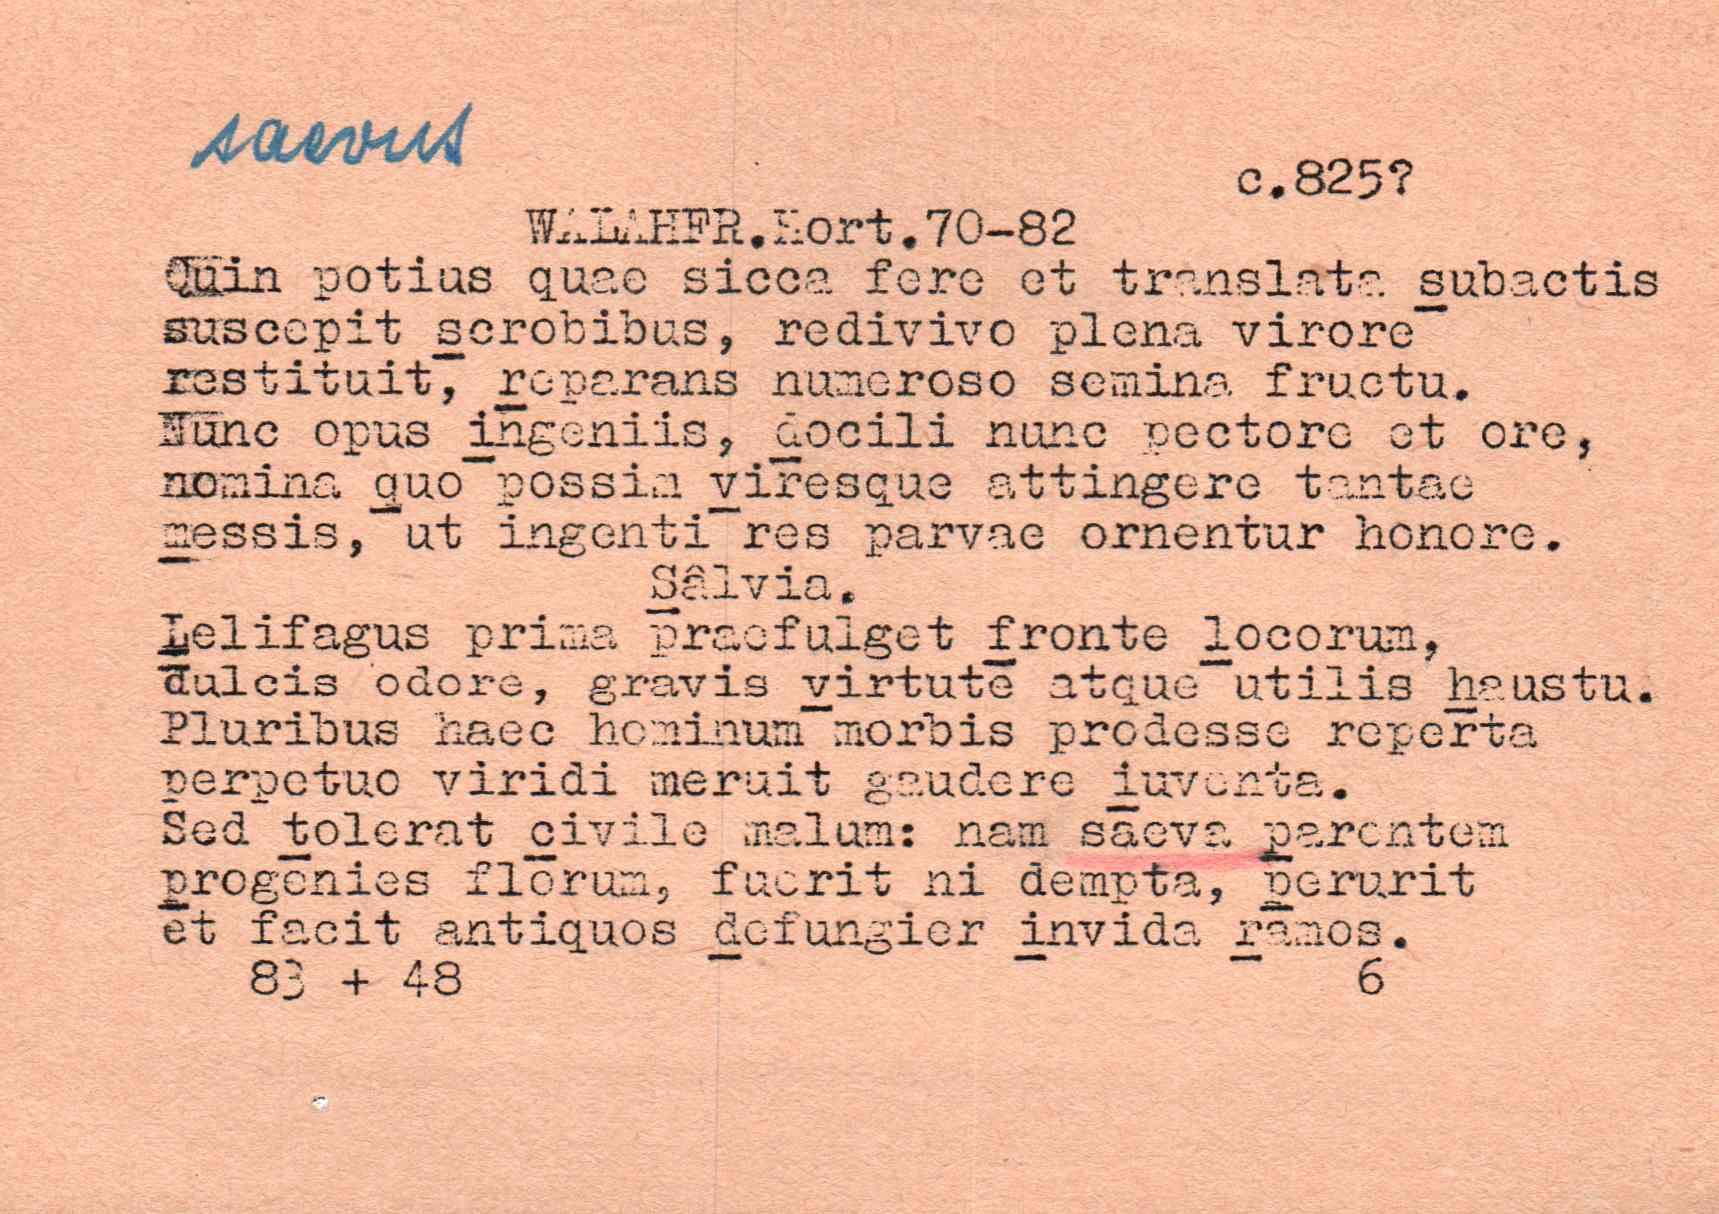 saevus
c.825?
WALAHFR.Hort.70-82
Quin potius quae sicca fere et translata subactis
suscepit scrobibus, redivivo plena virore
restituit, reparans numeroso semina fructu.
Nunc opus ingeniis, docili nunc pectore et ore,
nomina quo possim viresque attingere tantae
messis, ut ingenti res parvae ornentur honore.
Sâlvia.
Lelifagus prima praefulget fronte locorum,
dulcis odore, gravis virtute atque utilis haustu.
Pluribus haec hominum morbis prodesse reperta
perpetuo viridi meruit gaudere iuventa.
Sed tolerat civile malum: nam saeva parentem
progenies florum, fuerit ni dempta, perurit
et facit antiquos defungier invida ramos.
83 + 48 6